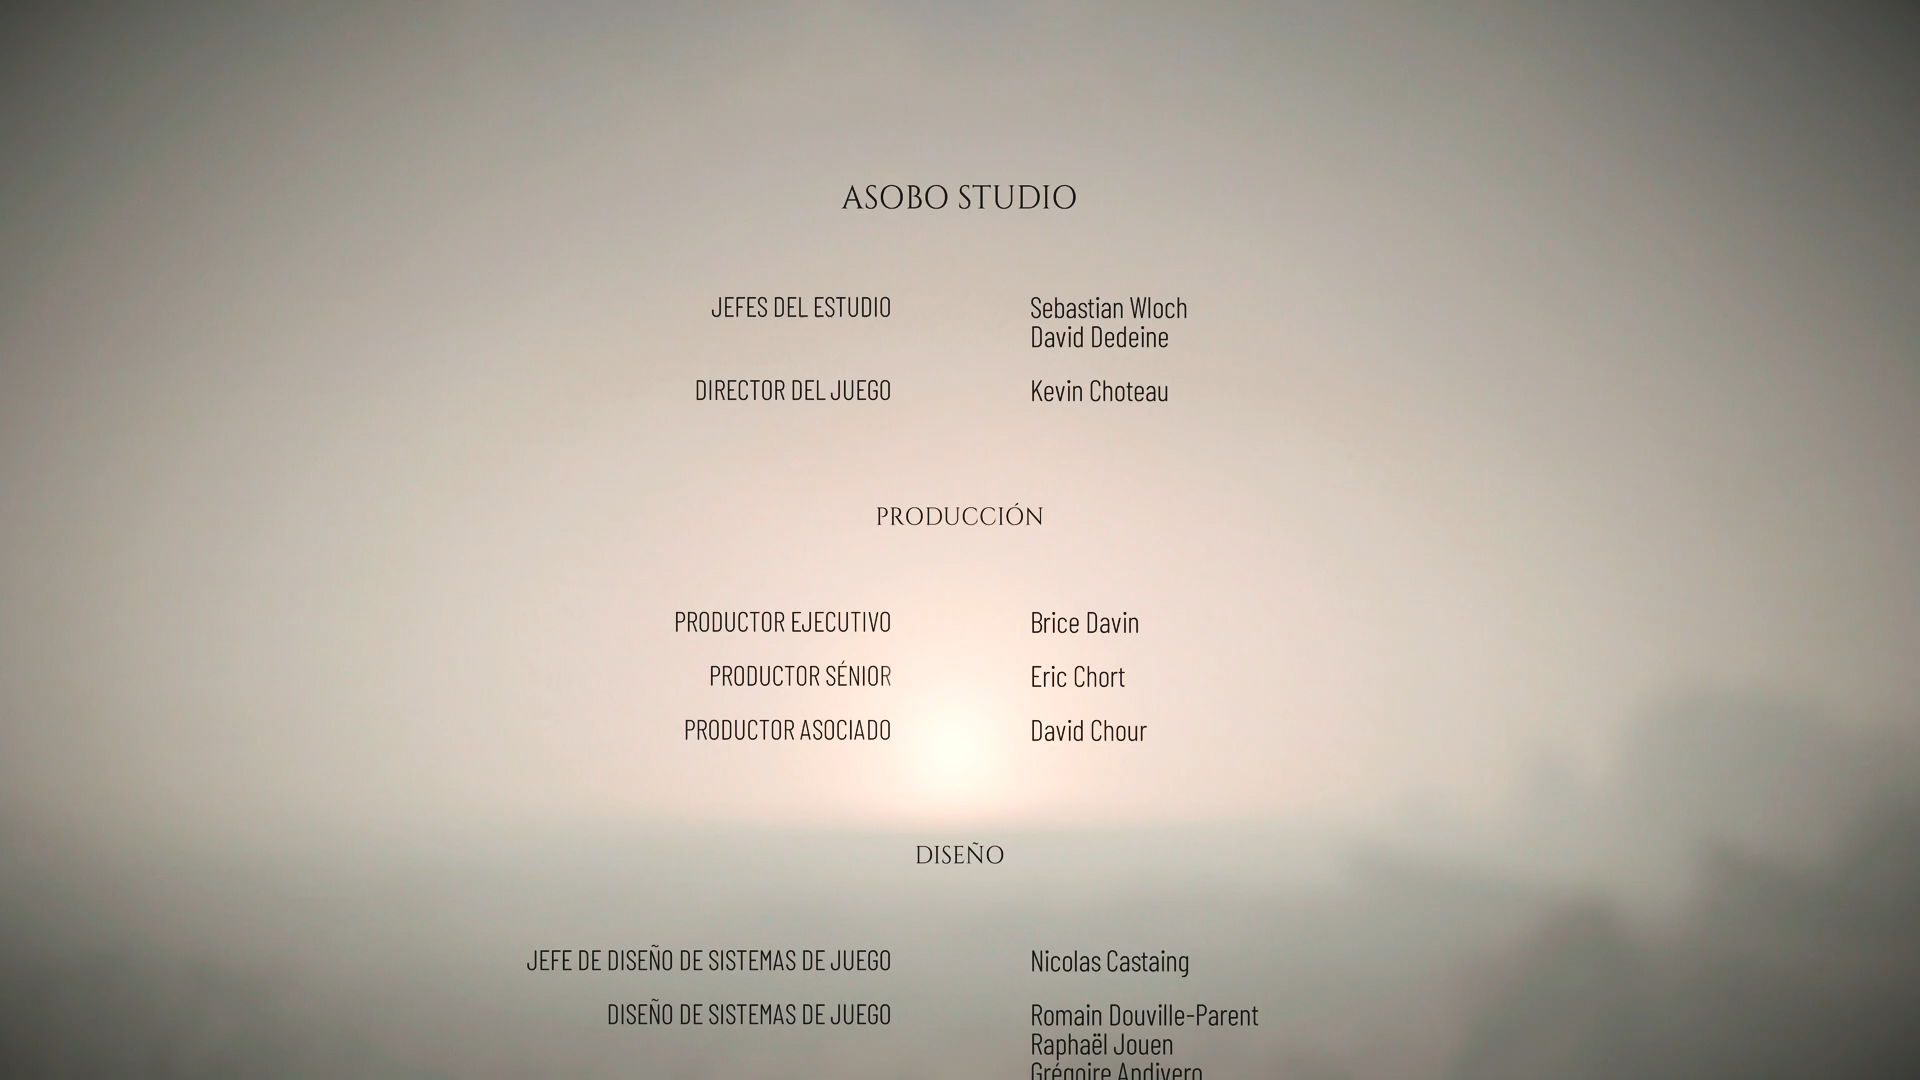 ASOBO STUDIO
JEFES DEL ESTUDIO Sebastian Wloch
David Dedeine
DIRECTOR DEL JUEGO Kevin Choteau
PRODUCCIÓN
PRODUCTOR EJECUTIVO Brice Davin
PRODUCTOR SÉNIOR Eric Chort
PRODUCTOR ASOCIADO David Chour
DISEÑO
JEFE DE DISEÑO DE SISTEMAS DE JUEGO Nicolas Castaing
DISEÑO DE SISTEMAS DE JUEGO Romain Douville-Parent
Raphaël Jouen
Grégoire Andivero